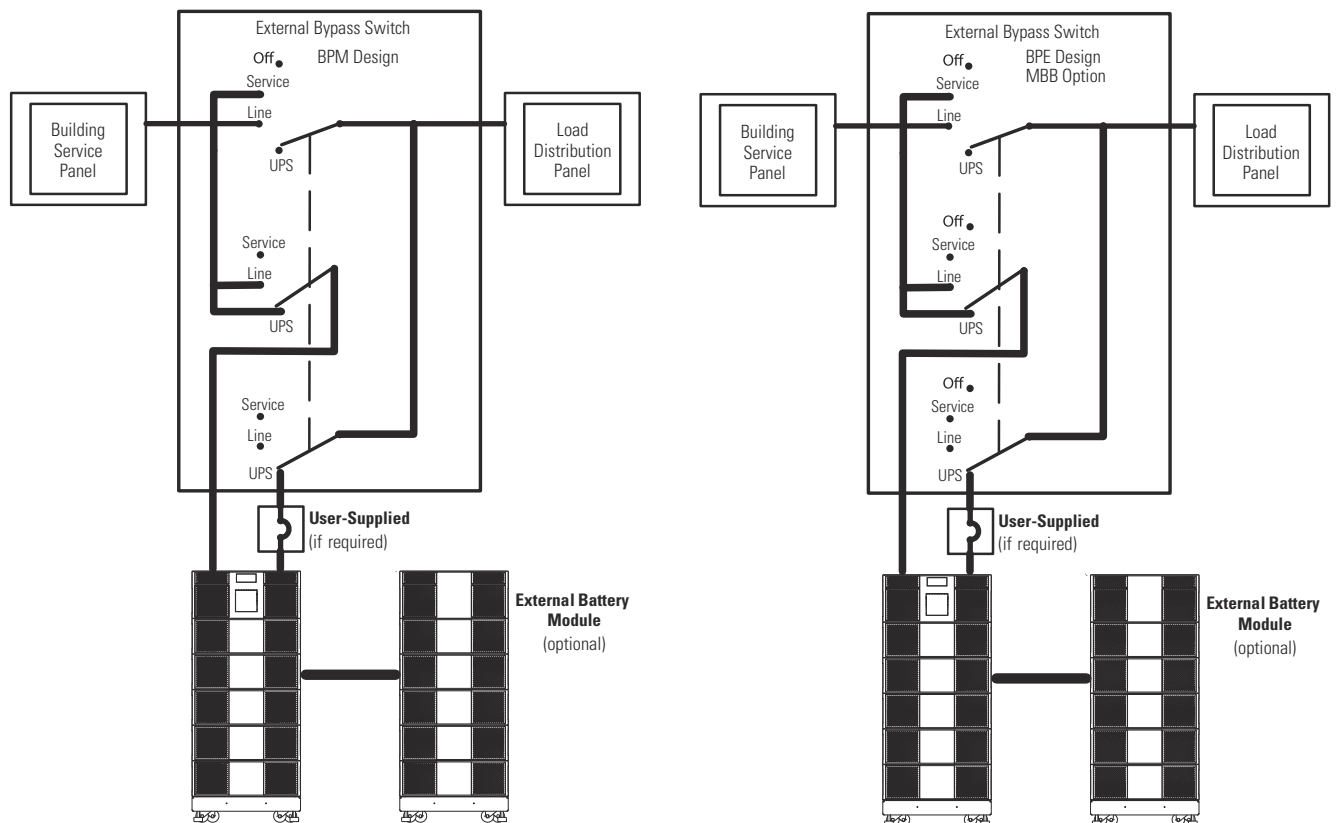 External Bypass Switch
BPM Design
Off
Service
Line
UPS
Building
Service
Panel
Load
Distribution
Panel
Service
Line
UPS
Service
Line
UPS
User-Supplied
(if required)
External Battery
Module
(optional)
External Bypass Switch
BPE Design
MBB Option
Off
Service
Line
UPS
Building
Service
Panel
Load
Distribution
Panel
Off
Service
Line
UPS
Off
Service
Line
UPS
User-Supplied
(if required)
External Battery
Module
(optional)